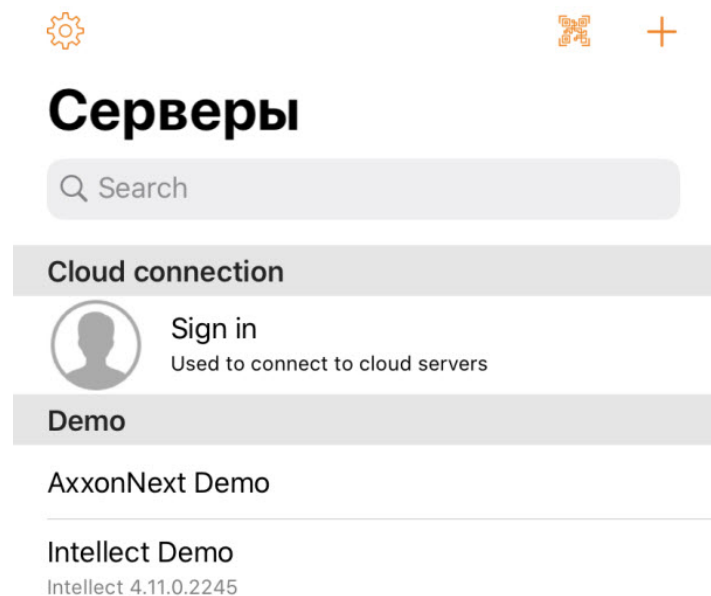 Серверы
Search
Cloud connection
Sign in
Used to connect to cloud servers
Demo
AxxonNext Demo
Intellect Demo
Intellect 4.11.0.2245